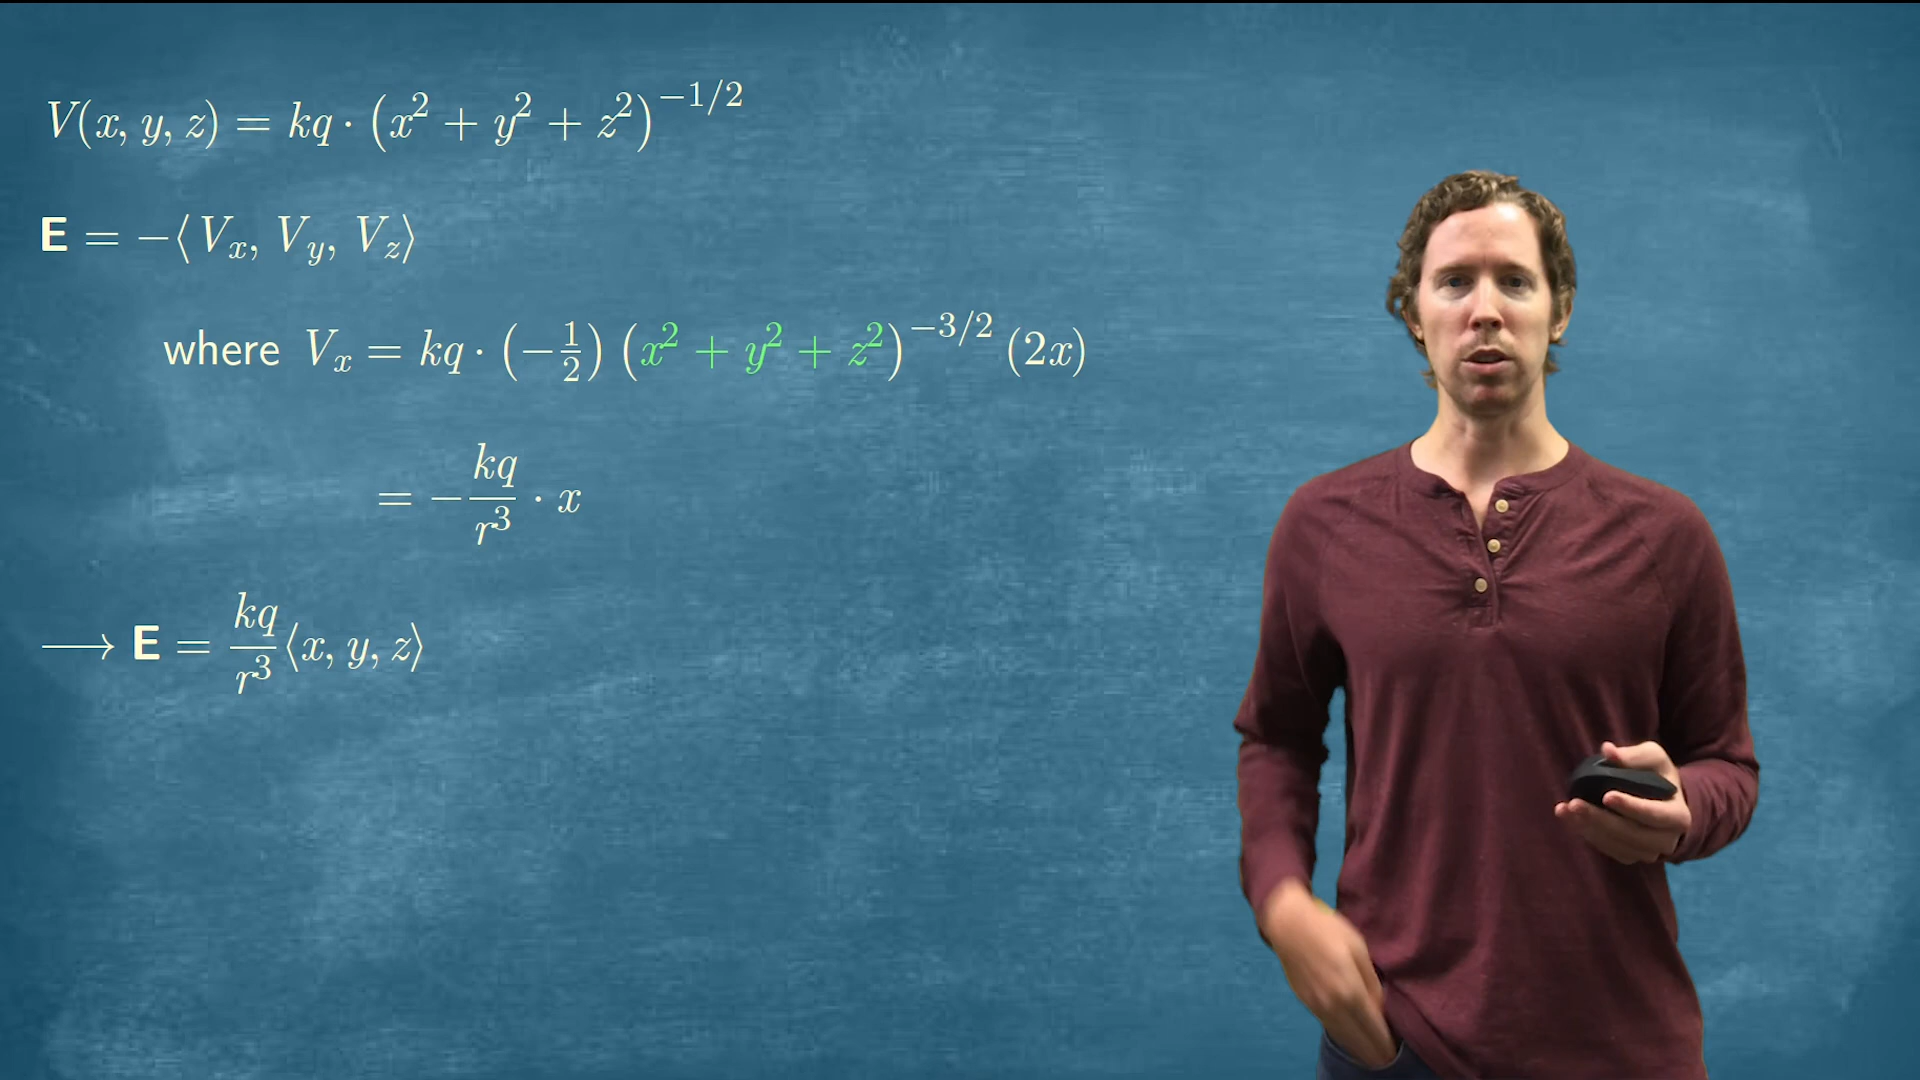 V(x, y, z) = kq · (x² + y² + z²)^{−1/2}
E = −⟨V_x, V_y, V_z⟩
where V_x = kq · (−1/2) (x² + y² + z²)^{−3/2} (2x)
= − kq/r³ · x
⟶ E = kq/r³ ⟨x, y, z⟩